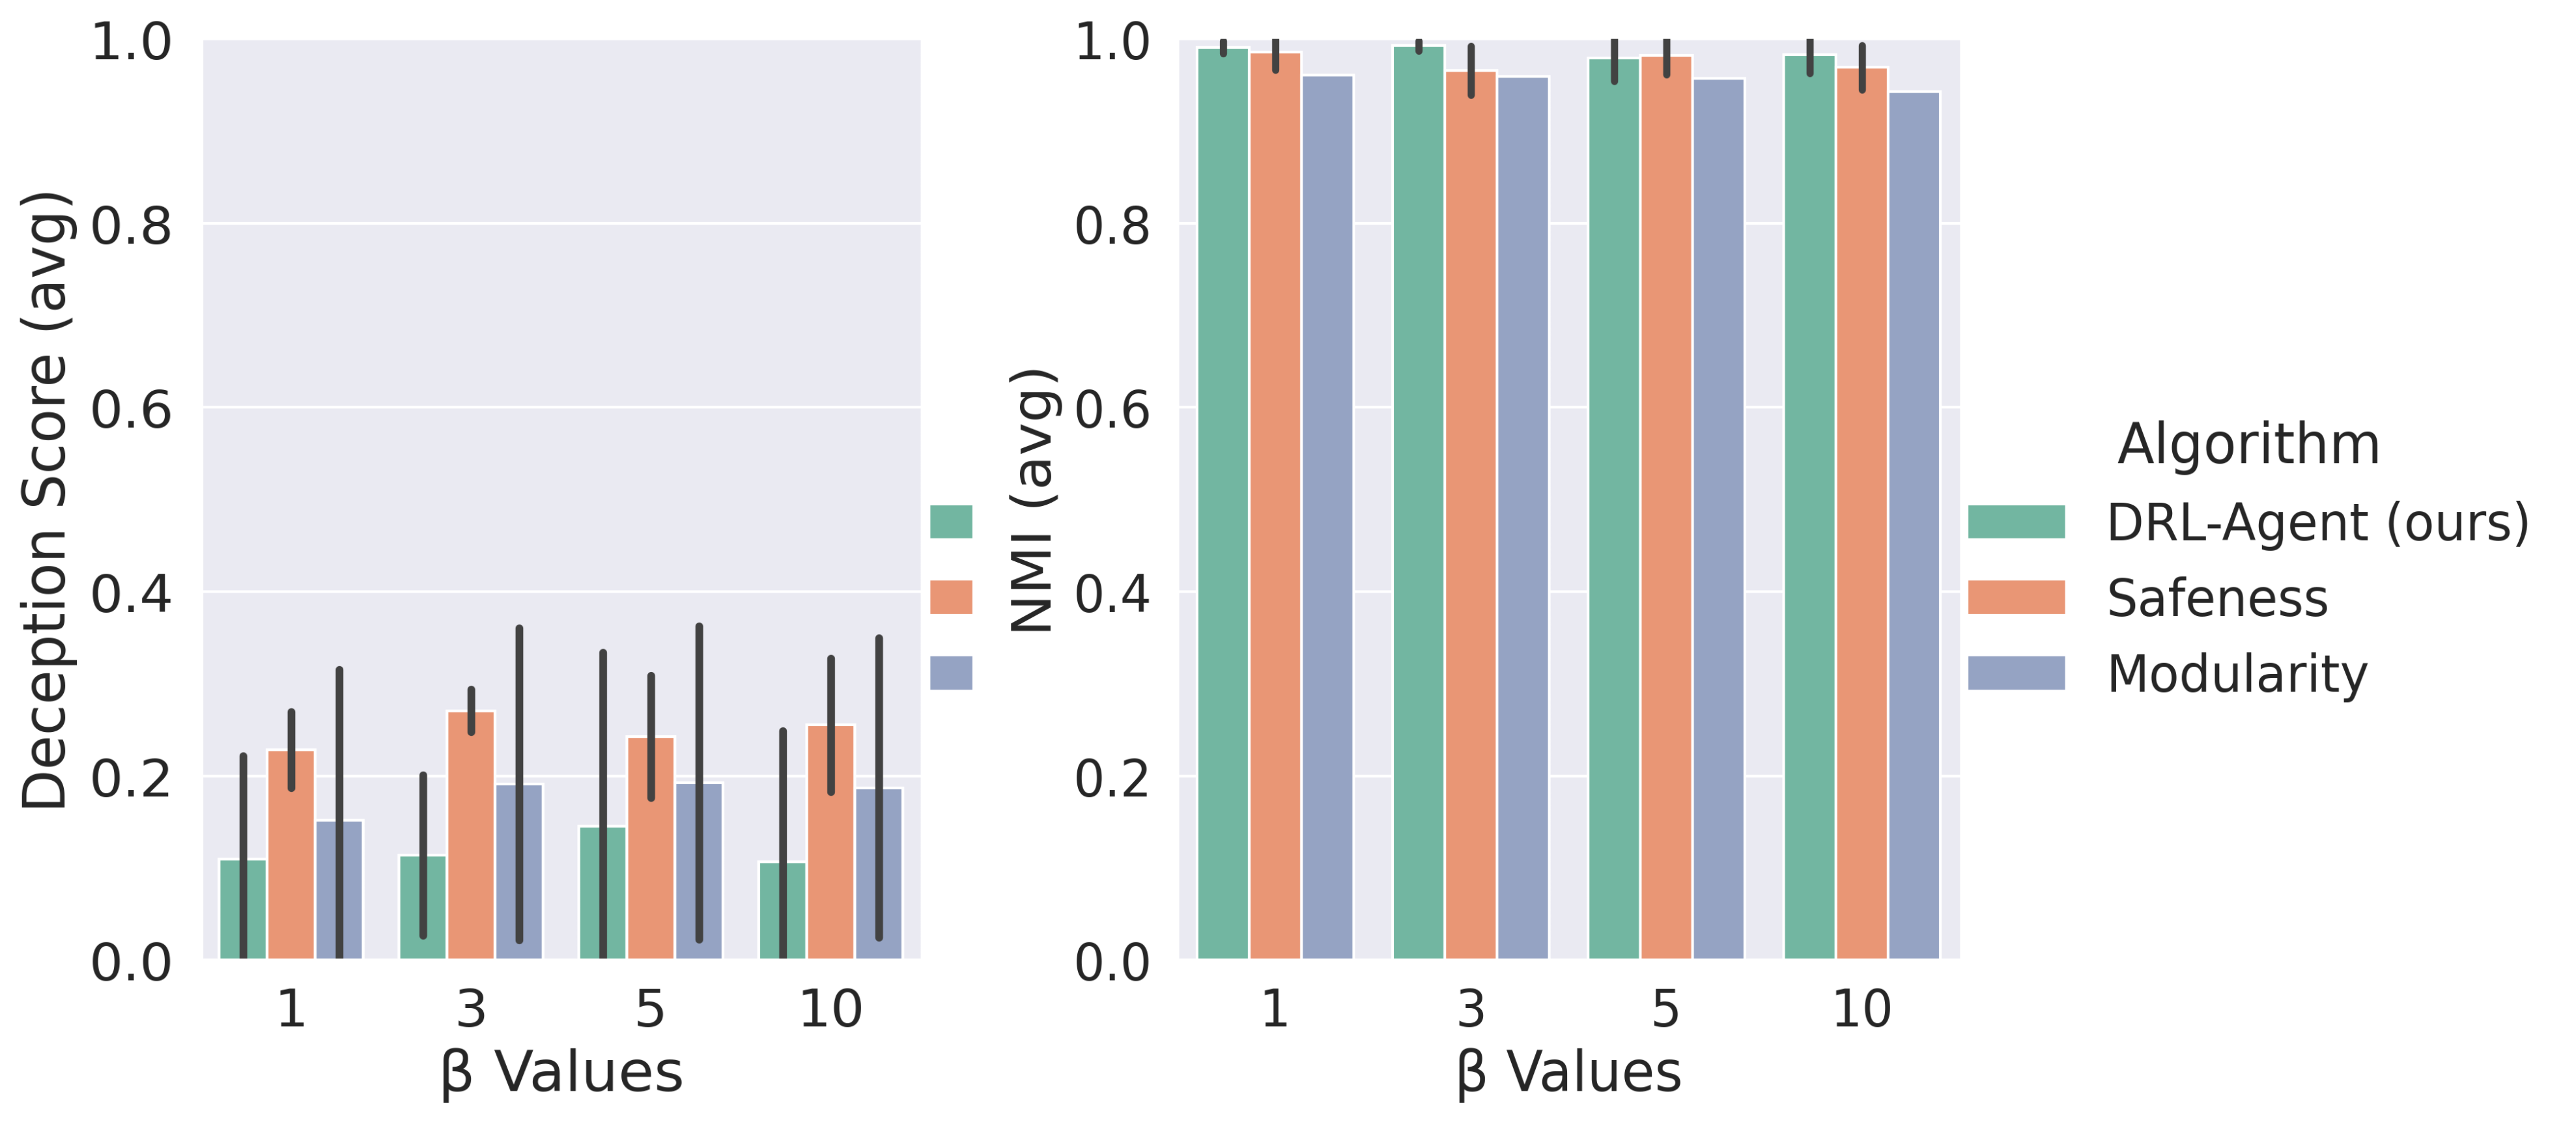 Deception Score (avg)
1.0
0.8
0.6
0.4
0.2
0.0
1 3 5 10
β Values
NMI (avg)
1.0
0.8
0.6
0.4
0.2
0.0
1 3 5 10
β Values
Algorithm
DRL-Agent (ours)
Safeness
Modularity